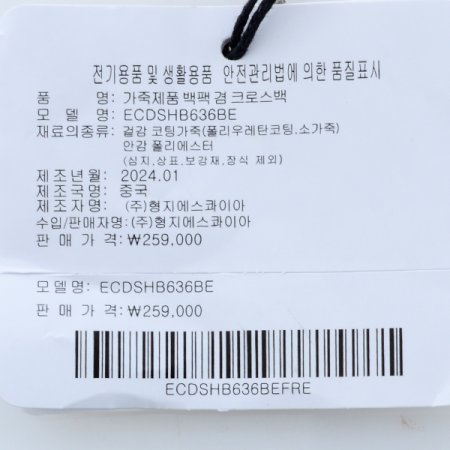 전기용품 및 생활용품 안전관리법에 의한 품질표시
품 명: 가죽제품 백팩 겸 크로스백
모 델 명: ECDSHB636BE
재료의종류: 겉감 코팅가죽(폴리우레탄코팅,소가죽)
안감 폴리에스터
(심지,상표,보강재,장식 제외)
제조년월: 2024.01
제조국명: 중국
제조자명: (주)형지에스콰이아
수입/판매자명:(주)형지에스콰이아
판 매 가 격:₩259,000
모델명: ECDSHB636BE
판 매 가 격:₩259,000
ECDSHB636BEFRE